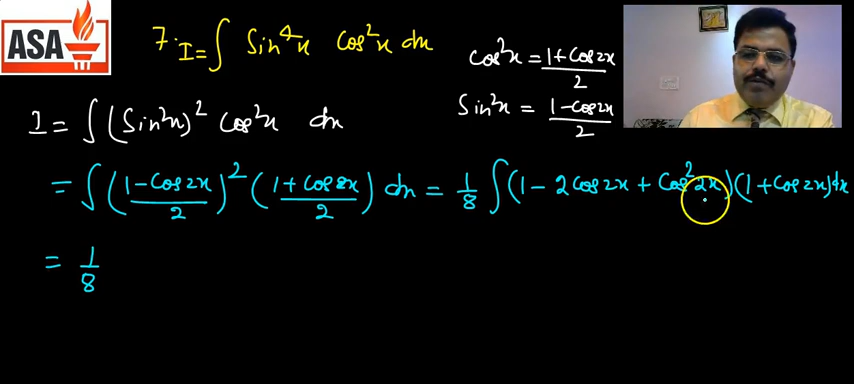 ASA
7. I = ∫ Sin⁴x Cos²x dx
Cos²x = (1+Cos2x)/2
Sin²x = (1-Cos2x)/2
I = ∫ (Sin²x)² Cos²x dx
= ∫ ((1-Cos2x)/2)² ((1+Cos2x)/2) dx = 1/8 ∫ (1 - 2Cos2x + Cos²2x)(1+Cos2x)dx
= 1/8